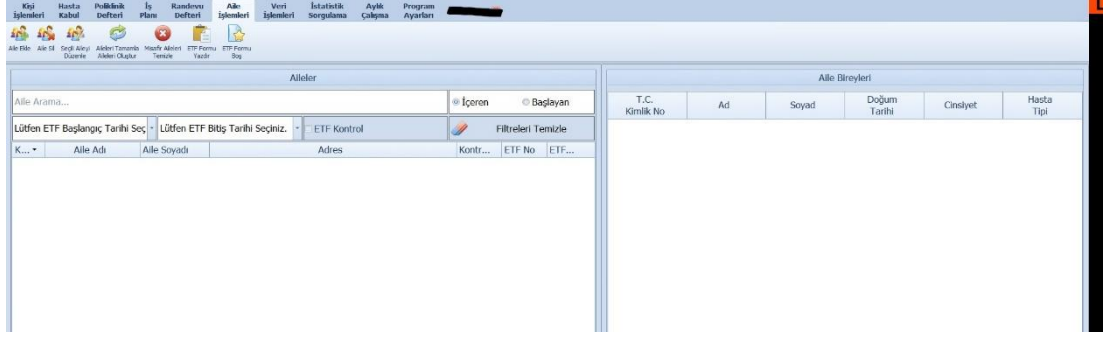 Kişi İşlemleri
Hasta Kabul
Poliklinik Defteri
İş Planı
Randevu Defteri
Aile İşlemleri
Veri İşlemleri
İstatistik Sorgulama
Aylık Çalışma
Program Ayarları
Aile Ekle
Aile Sil
Seçili Aileyi Düzenle
Aileleri Tamamla Aileleri Oluştur
Misafir Aileleri Temizle
ETF Formu Yazdır
ETF Formu Boş
Aileler
Aile Bireyleri
Aile Arama...
İçeren
Başlayan
Lütfen ETF Başlangıç Tarihi Seç
Lütfen ETF Bitiş Tarihi Seçiniz.
ETF Kontrol
Filtreleri Temizle
K...
Aile Adı
Aile Soyadı
Adres
Kontr...
ETF No
ETF...
T.C. Kimlik No
Ad
Soyad
Doğum Tarihi
Cinsiyet
Hasta Tipi